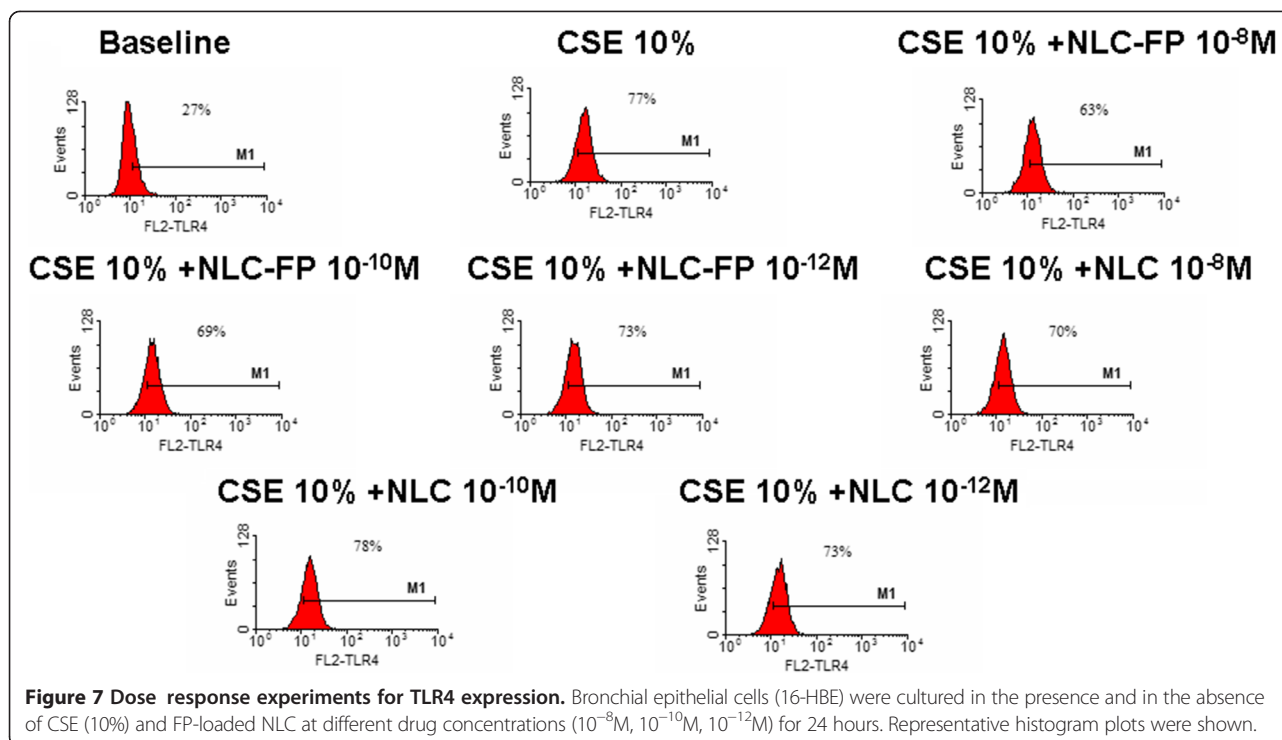 Baseline
CSE 10%
CSE 10% +NLC-FP 10⁻⁸M
128
27%
M1
Events
0
10⁰ 10¹ 10² 10³ 10⁴
FL2-TLR4
128
77%
M1
Events
0
10⁰ 10¹ 10² 10³ 10⁴
FL2-TLR4
128
63%
M1
Events
0
10⁰ 10¹ 10² 10³ 10⁴
FL2-TLR4
CSE 10% +NLC-FP 10⁻¹⁰M
CSE 10% +NLC-FP 10⁻¹²M
CSE 10% +NLC 10⁻⁸M
128
69%
M1
Events
0
10⁰ 10¹ 10² 10³ 10⁴
FL2-TLR4
128
73%
M1
Events
0
10⁰ 10¹ 10² 10³ 10⁴
FL2-TLR4
128
70%
M1
Events
0
10⁰ 10¹ 10² 10³ 10⁴
FL2-TLR4
CSE 10% +NLC 10⁻¹⁰M
CSE 10% +NLC 10⁻¹²M
128
78%
M1
Events
0
10⁰ 10¹ 10² 10³ 10⁴
FL2-TLR4
128
73%
M1
Events
0
10⁰ 10¹ 10² 10³ 10⁴
FL2-TLR4
Figure 7 Dose response experiments for TLR4 expression. Bronchial epithelial cells (16-HBE) were cultured in the presence and in the absence
of CSE (10%) and FP-loaded NLC at different drug concentrations (10⁻⁸M, 10⁻¹⁰M, 10⁻¹²M) for 24 hours. Representative histogram plots were shown.